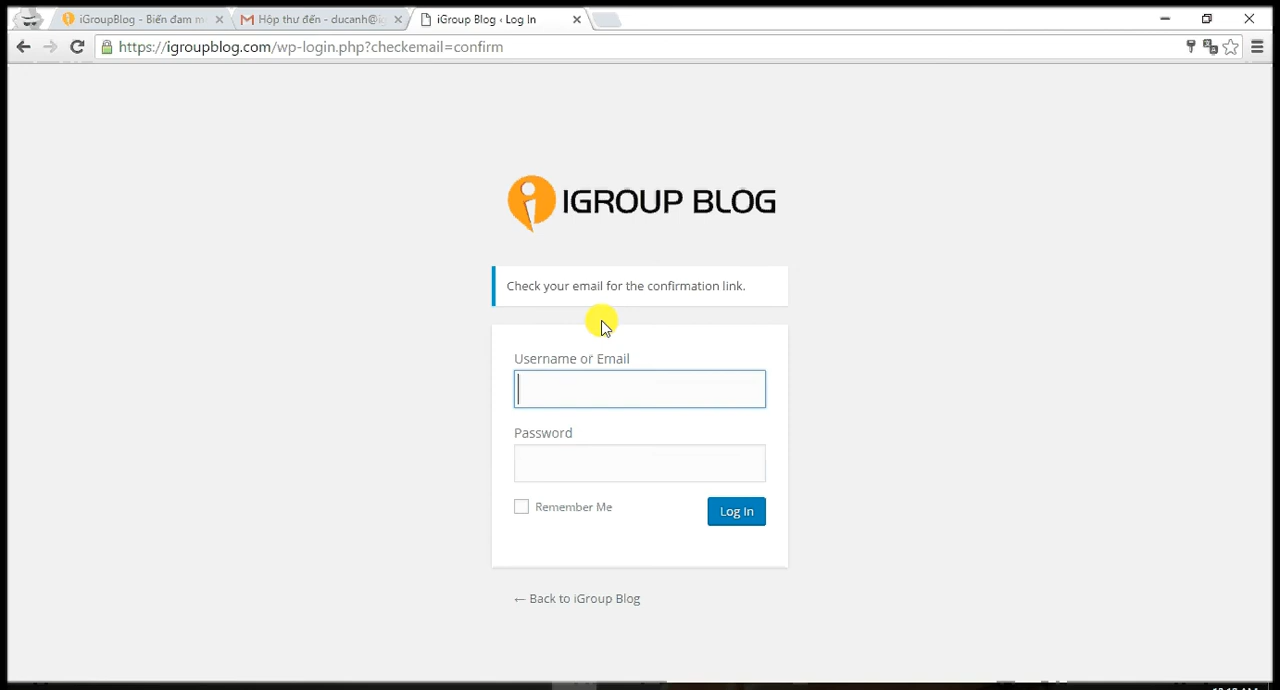 iGroupBlog - Biến đam m
Hộp thư đến - ducanh@i
iGroup Blog ‹ Log In
https://igroupblog.com/wp-login.php?checkemail=confirm
IGROUP BLOG
Check your email for the confirmation link.
Username or Email
Password
Remember Me
Log In
← Back to iGroup Blog